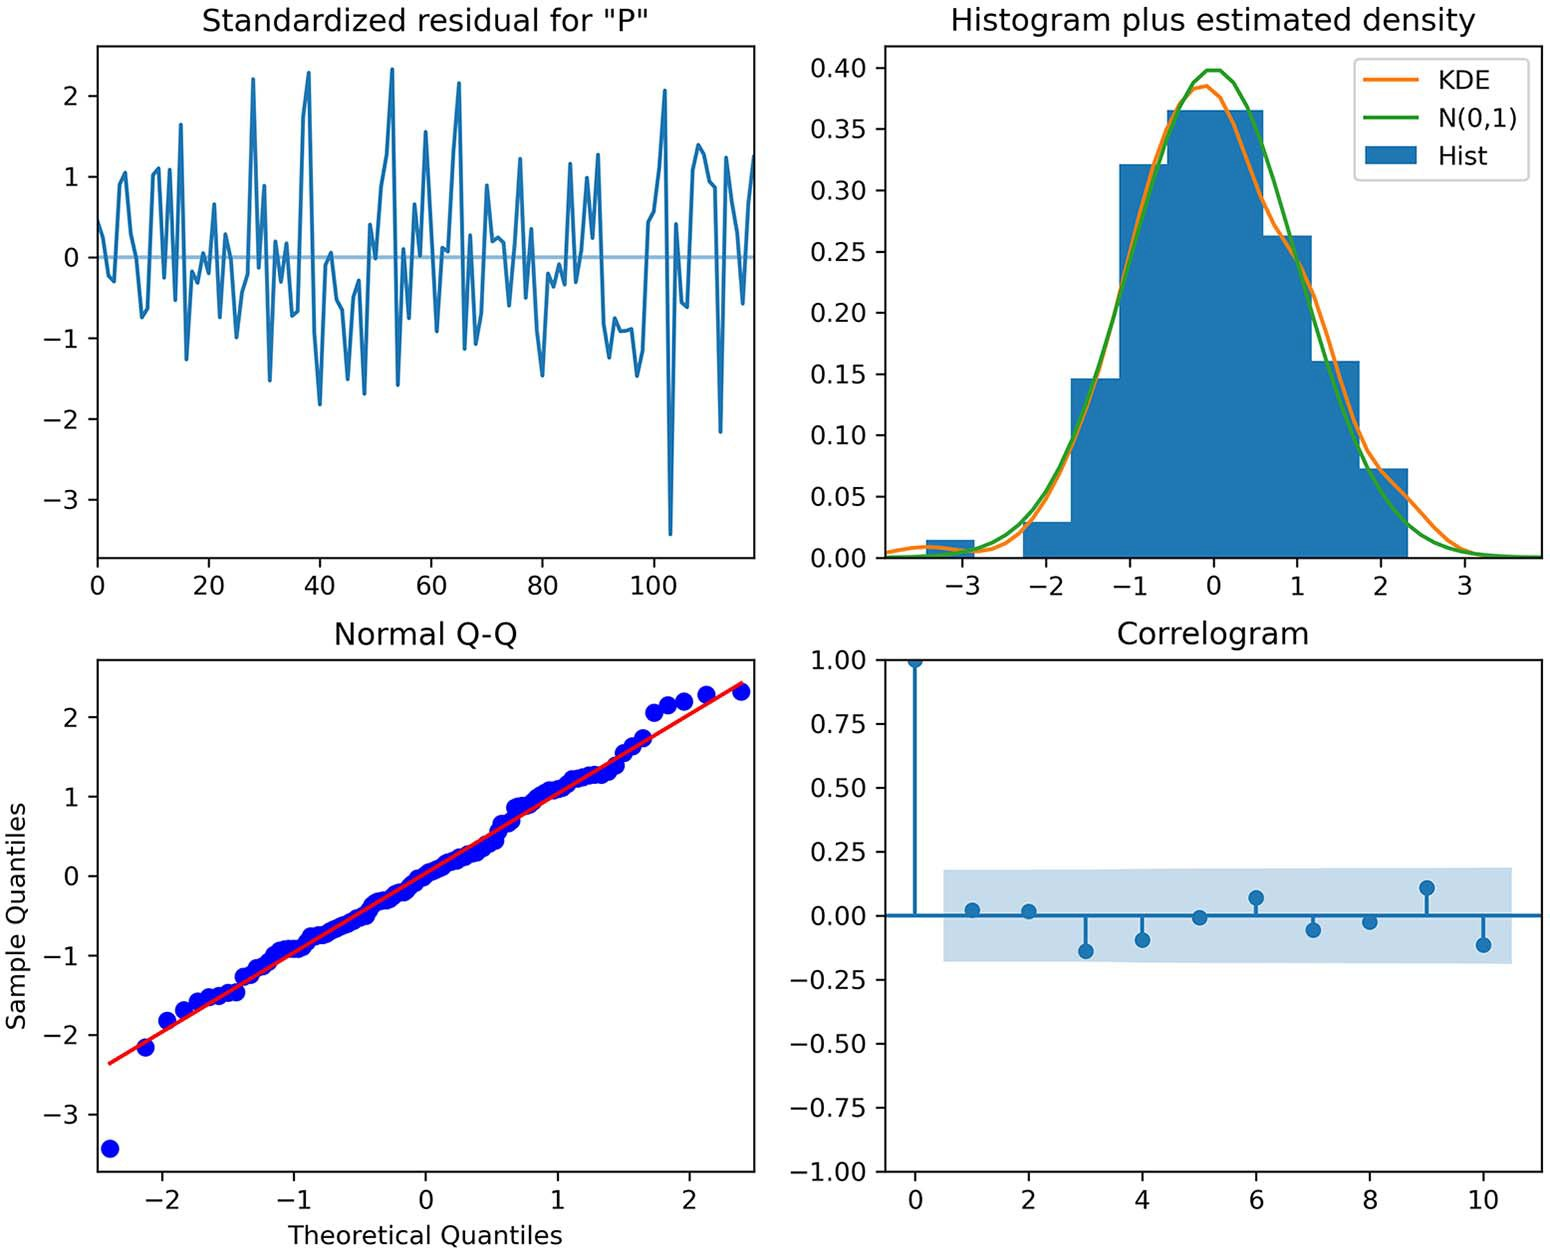 Standardized residual for "P"
2
1
0
−1
−2
−3
0 20 40 60 80 100
Histogram plus estimated density
0.40
0.35
0.30
0.25
0.20
0.15
0.10
0.05
0.00
KDE
N(0,1)
Hist
−3 −2 −1 0 1 2 3
Normal Q-Q
Sample Quantiles
2
1
0
−1
−2
−3
−2 −1 0 1 2
Theoretical Quantiles
Correlogram
1.00
0.75
0.50
0.25
0.00
−0.25
−0.50
−0.75
−1.00
0 2 4 6 8 10